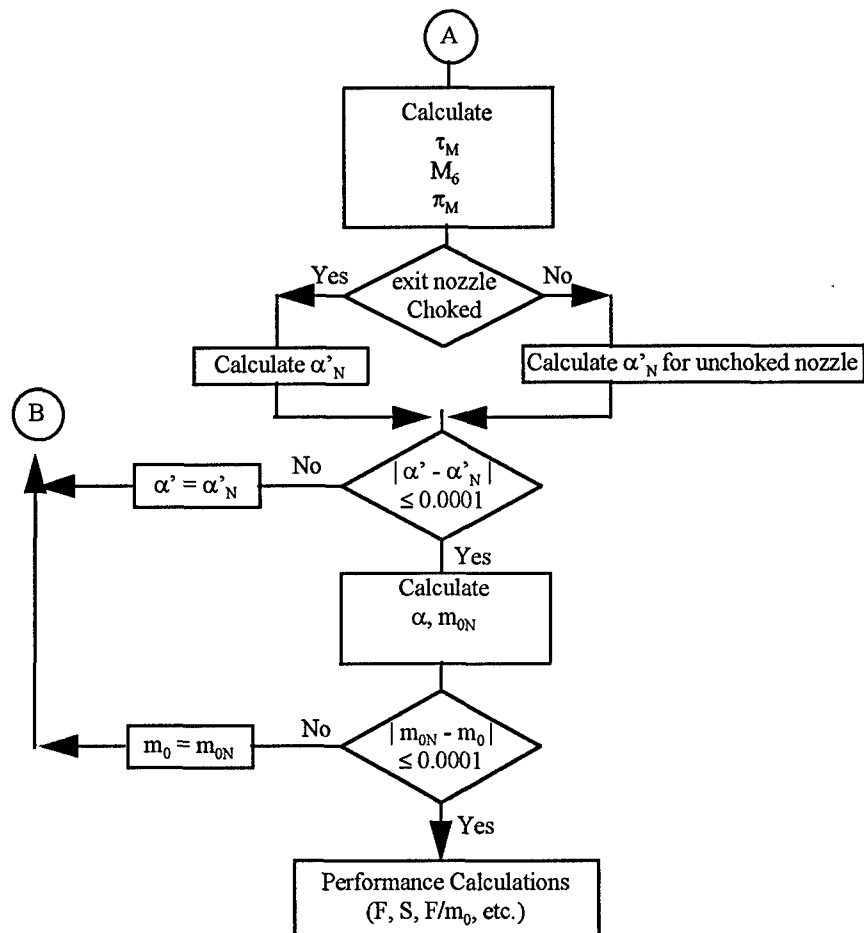 A
Calculate
τM
M6
πM
Yes
exit nozzle
Choked
No
Calculate α'N
Calculate α'N for unchoked nozzle
B
α' = α'N
No
| α' - α'N |
≤ 0.0001
Yes
Calculate
α, m0N
m0 = m0N
No
| m0N - m0 |
≤ 0.0001
Yes
Performance Calculations
(F, S, F/m0, etc.)